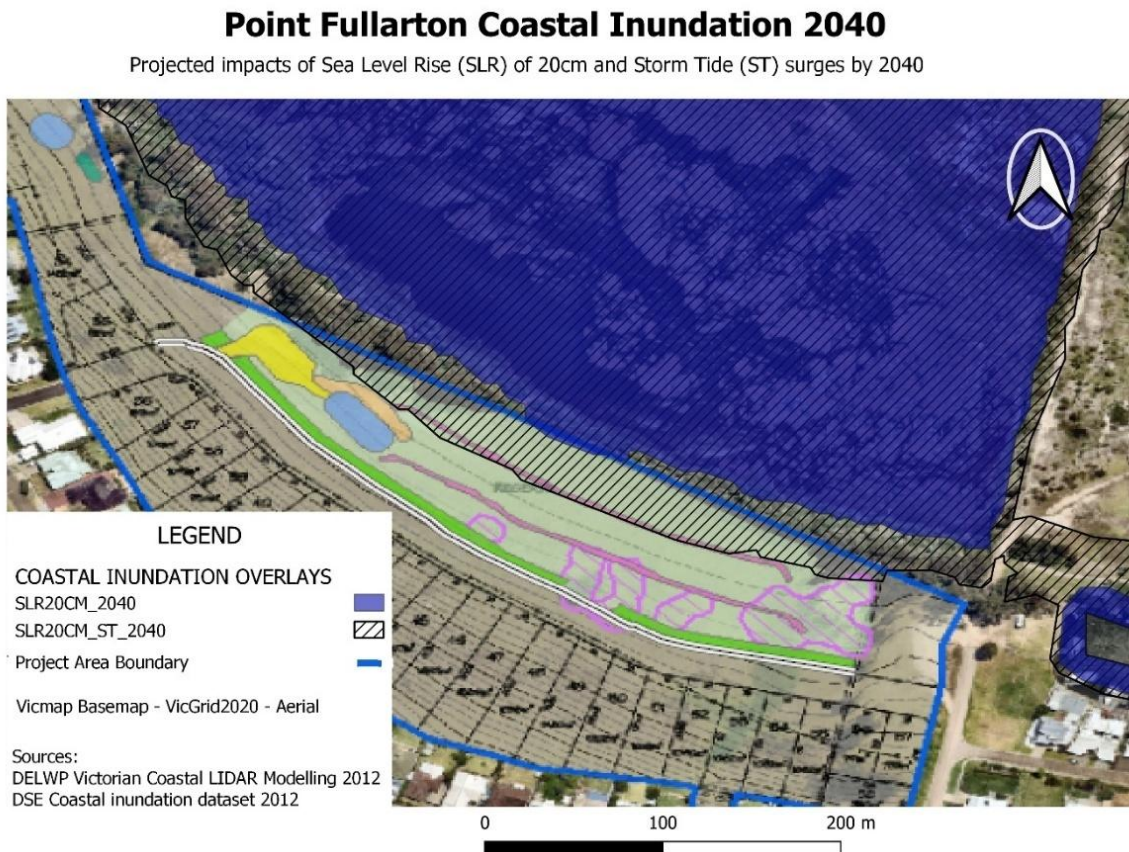 Point Fullarton Coastal Inundation 2040
Projected impacts of Sea Level Rise (SLR) of 20cm and Storm Tide (ST) surges by 2040
LEGEND
COASTAL INUNDATION OVERLAYS
SLR20CM_2040
SLR20CM_ST_2040
Project Area Boundary
Vicmap Basemap - VicGrid2020 - Aerial
Sources:
DELWP Victorian Coastal LIDAR Modelling 2012
DSE Coastal inundation dataset 2012
0 100 200 m